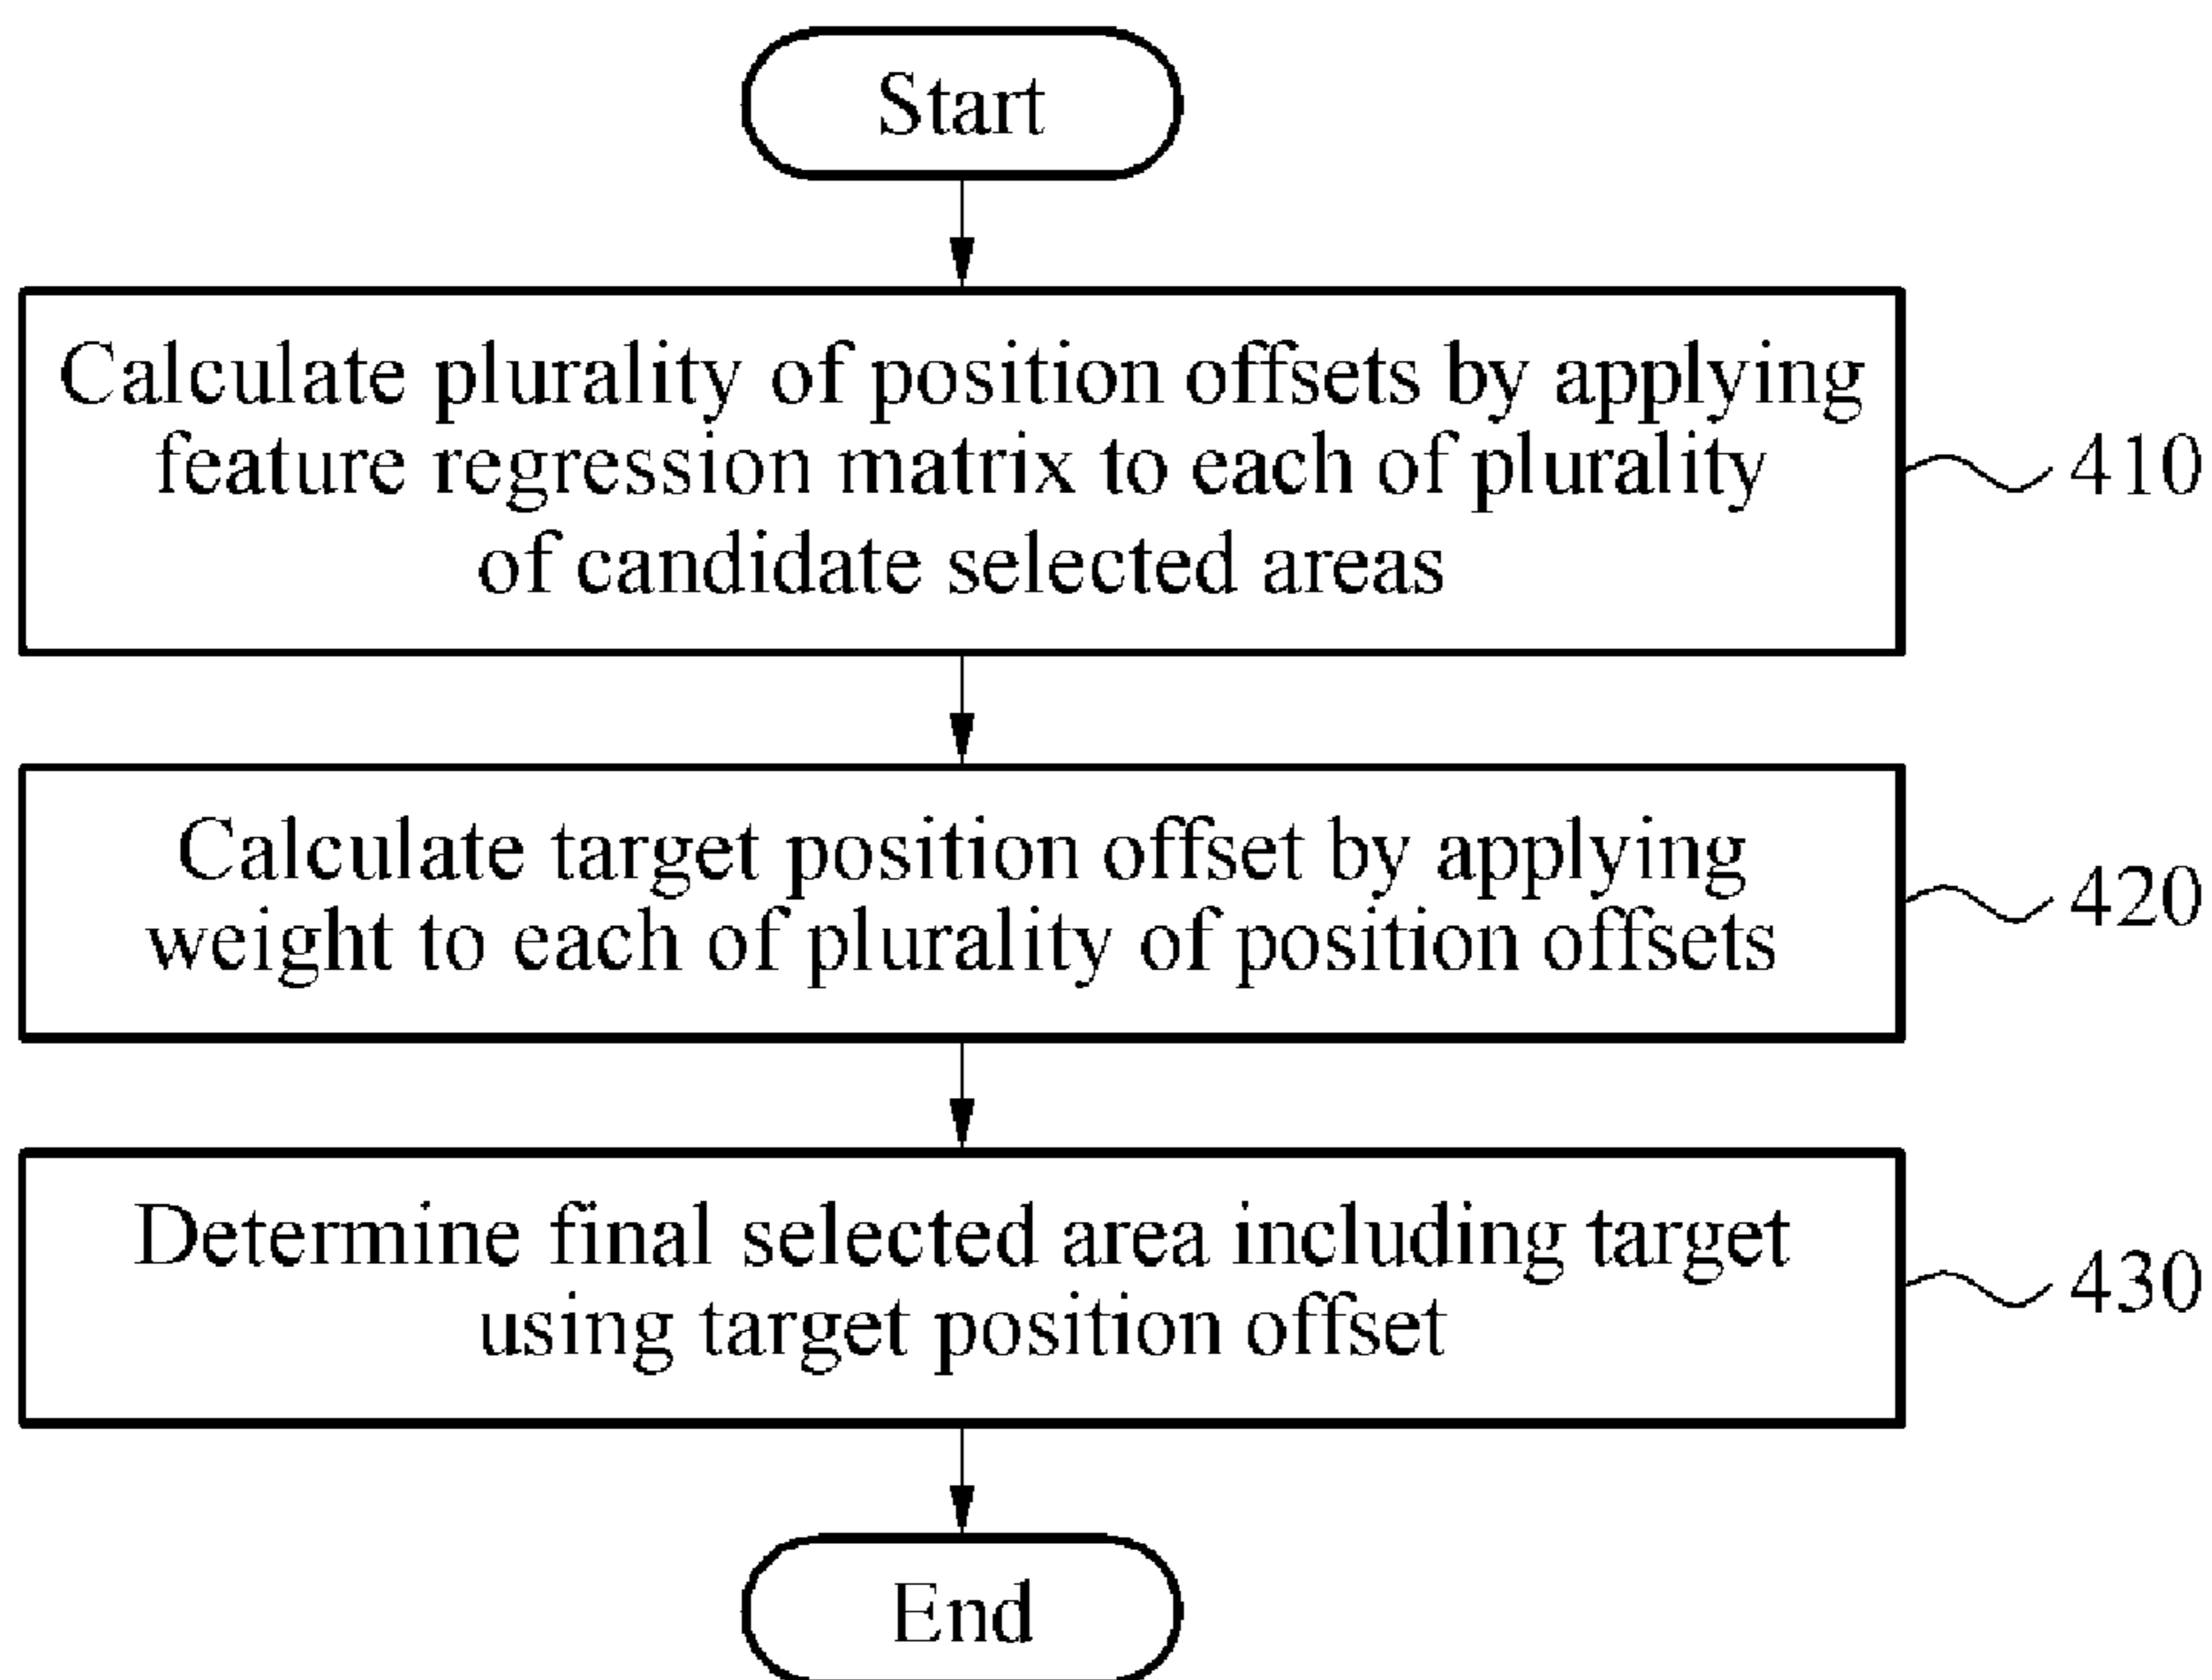 Start
Calculate plurality of position offsets by applying
feature regression matrix to each of plurality
of candidate selected areas
410
Calculate target position offset by applying
weight to each of plurality of position offsets
420
Determine final selected area including target
using target position offset
430
End